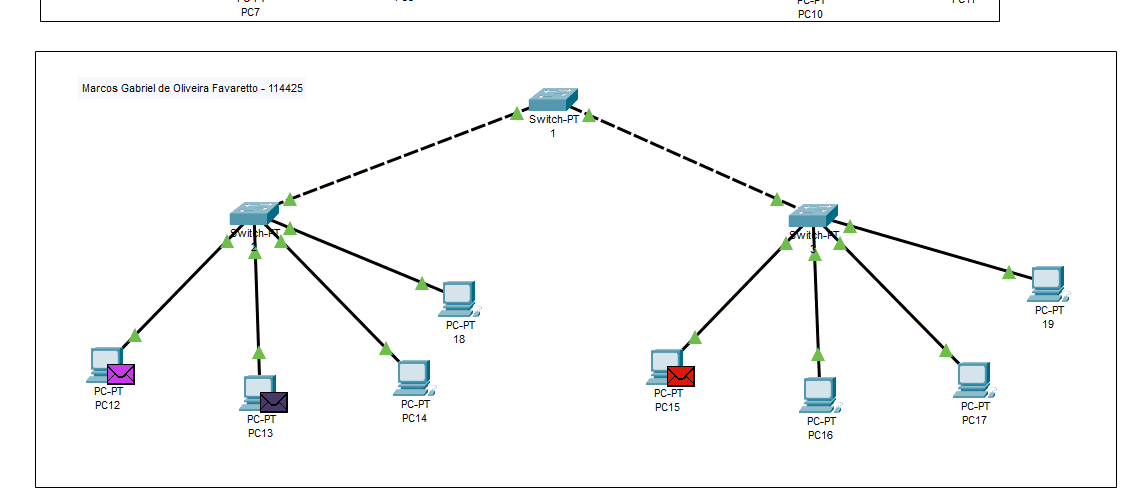 PC7
PC-PT
PC10
Marcos Gabriel de Oliveira Favaretto - 114425
Switch-PT
1
Switch-PT
2
Switch-PT
3
PC-PT
18
PC-PT
19
PC-PT
PC12
PC-PT
PC13
PC-PT
PC14
PC-PT
PC15
PC-PT
PC16
PC-PT
PC17